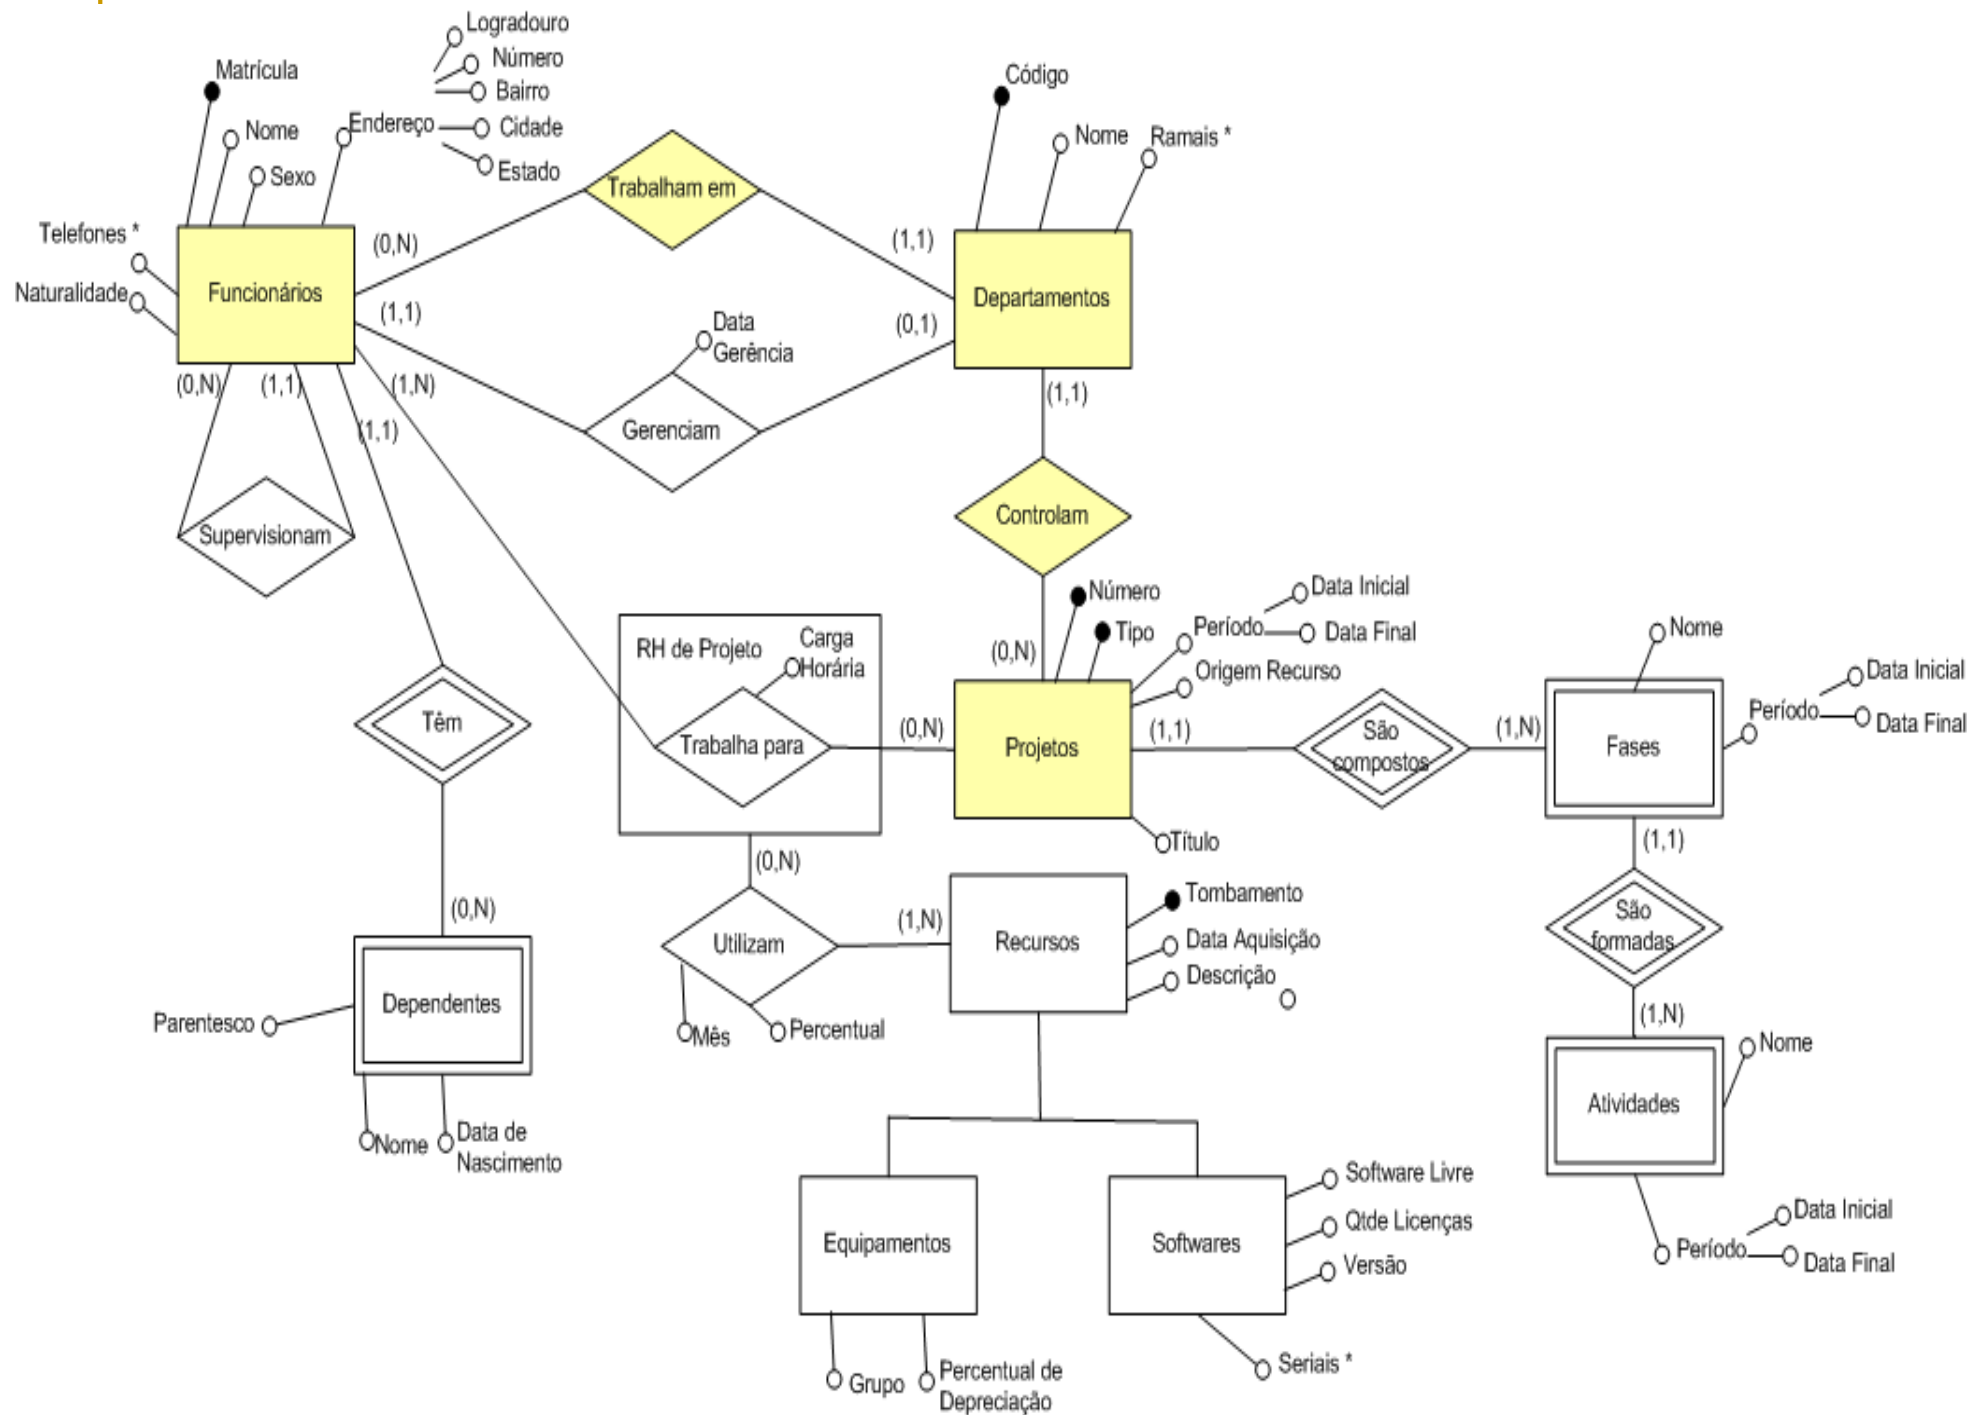 Logradouro
Número
Bairro
Cidade
Estado
Matrícula
Nome
Sexo
Endereço
Telefones *
Naturalidade
Funcionários
(0,N)
Trabalham em
(1,1)
Código
Nome
Ramais *
Departamentos
(1,1)
Data
Gerência
(0,1)
Gerenciam
(0,N)
(1,1)
(1,N)
(1,1)
Supervisionam
(1,1)
Controlam
(0,N)
Número
Tipo
Período
Data Inicial
Data Final
Origem Recurso
RH de Projeto
Carga
Horária
Trabalha para
(0,N)
Projetos
(1,1)
Título
São
compostos
(1,N)
Nome
Fases
Período
Data Inicial
Data Final
Têm
(0,N)
Dependentes
Parentesco
Nome
Data de
Nascimento
(0,N)
Utilizam
Mês
Percentual
(1,N)
Recursos
Tombamento
Data Aquisição
Descrição
(1,1)
São
formadas
(1,N)
Atividades
Nome
Período
Data Inicial
Data Final
Equipamentos
Grupo
Percentual de
Depreciação
Softwares
Software Livre
Qtde Licenças
Versão
Seriais *